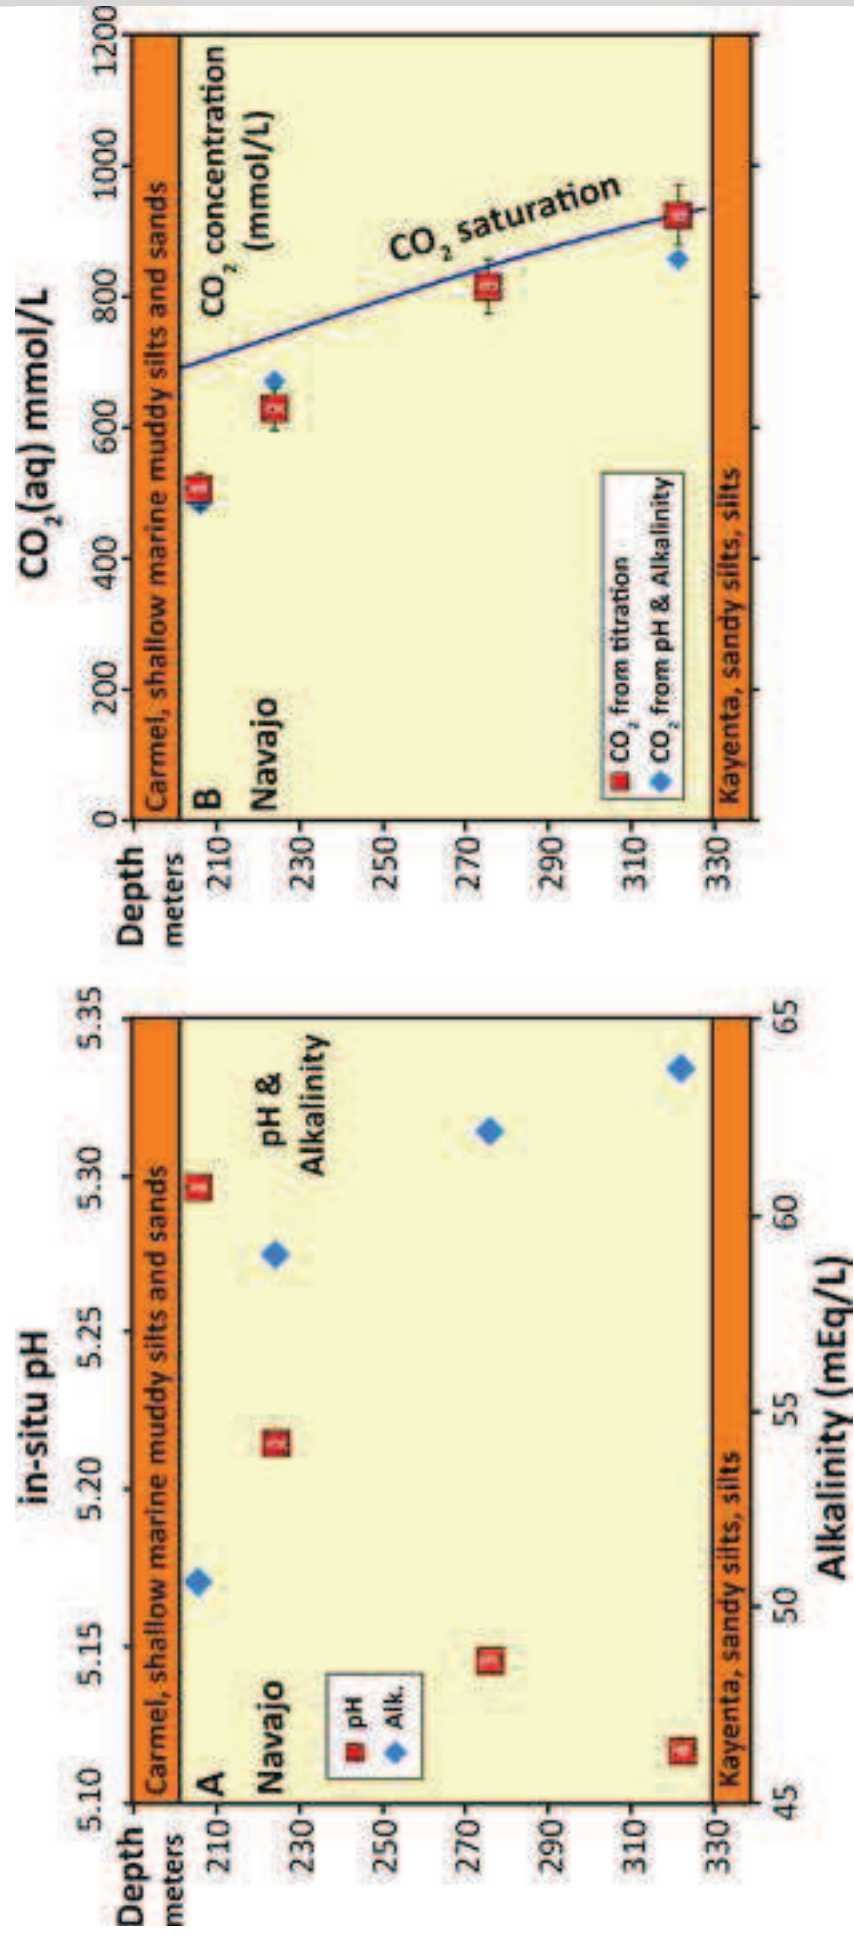 in-situ pH
5.10 5.15 5.20 5.25 5.30 5.35
Depth
meters
Carmel, shallow marine muddy silts and sands
A
Navajo
pH &
Alkalinity
pH
Alk.
210
230
250
270
290
310
330
Kayenta, sandy silts, silts
45 50 55 60 65
Alkalinity (mEq/L)
CO2(aq) mmol/L
0 200 400 600 800 1000 1200
Depth
meters
Carmel, shallow marine muddy silts and sands
B
Navajo
CO2 concentration
(mmol/L)
CO2 saturation
CO2 from titration
CO2 from pH & Alkalinity
210
230
250
270
290
310
330
Kayenta, sandy silts, silts